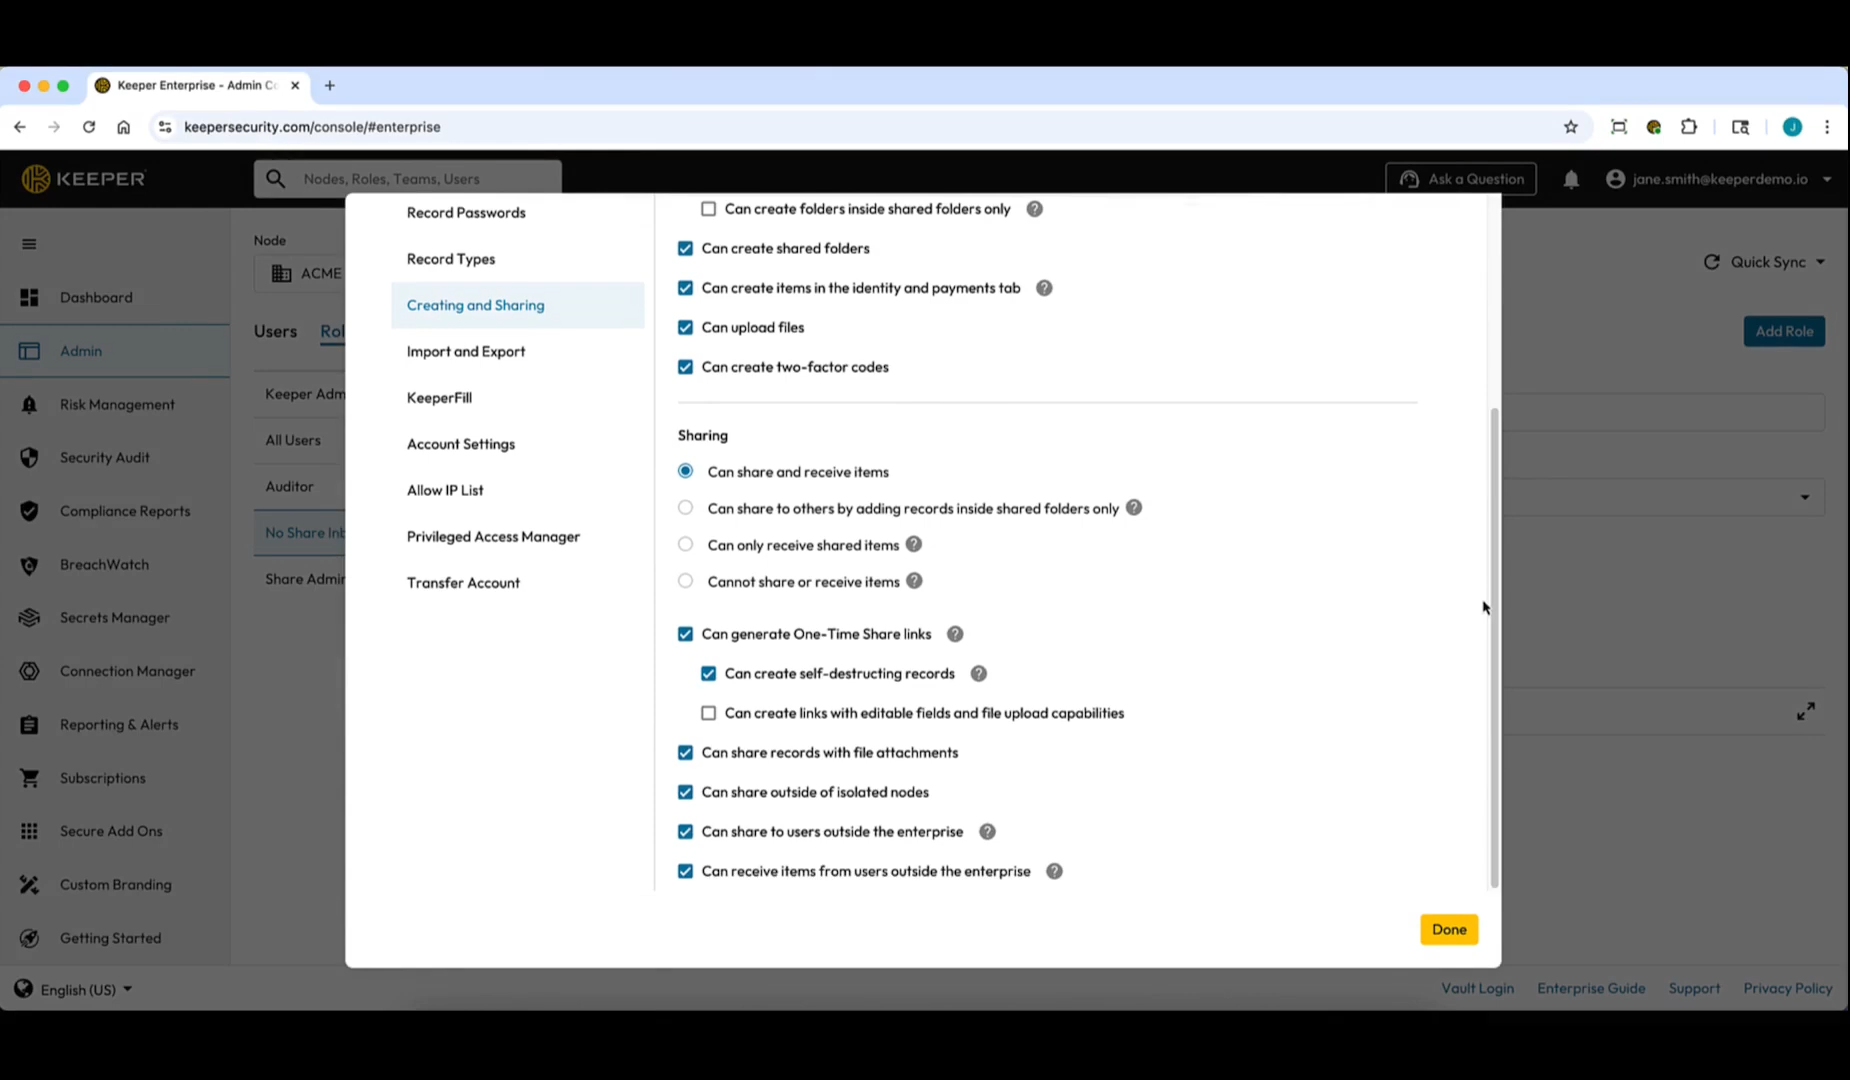 Keeper Enterprise - Admin C
keepersecurity.com/console/#enterprise
J
KEEPER
Nodes, Roles, Teams, Users
Ask a Question
jane.smith@keeperdemo.io
Node
ACME
Quick Sync
Users
Rol
Add Role
Dashboard
Admin
Risk Management
Security Audit
Compliance Reports
BreachWatch
Secrets Manager
Connection Manager
Reporting & Alerts
Subscriptions
Secure Add Ons
Custom Branding
Getting Started
Keeper Adm
All Users
Auditor
No Share Inb
Share Admin
Record Passwords
Record Types
Creating and Sharing
Import and Export
KeeperFill
Account Settings
Allow IP List
Privileged Access Manager
Transfer Account
Can create folders inside shared folders only ?
Can create shared folders
Can create items in the identity and payments tab ?
Can upload files
Can create two-factor codes
Sharing
Can share and receive items
Can share to others by adding records inside shared folders only ?
Can only receive shared items ?
Cannot share or receive items ?
Can generate One-Time Share links ?
Can create self-destructing records ?
Can create links with editable fields and file upload capabilities
Can share records with file attachments
Can share outside of isolated nodes
Can share to users outside the enterprise ?
Can receive items from users outside the enterprise ?
Done
English (US)
Vault Login
Enterprise Guide
Support
Privacy Policy